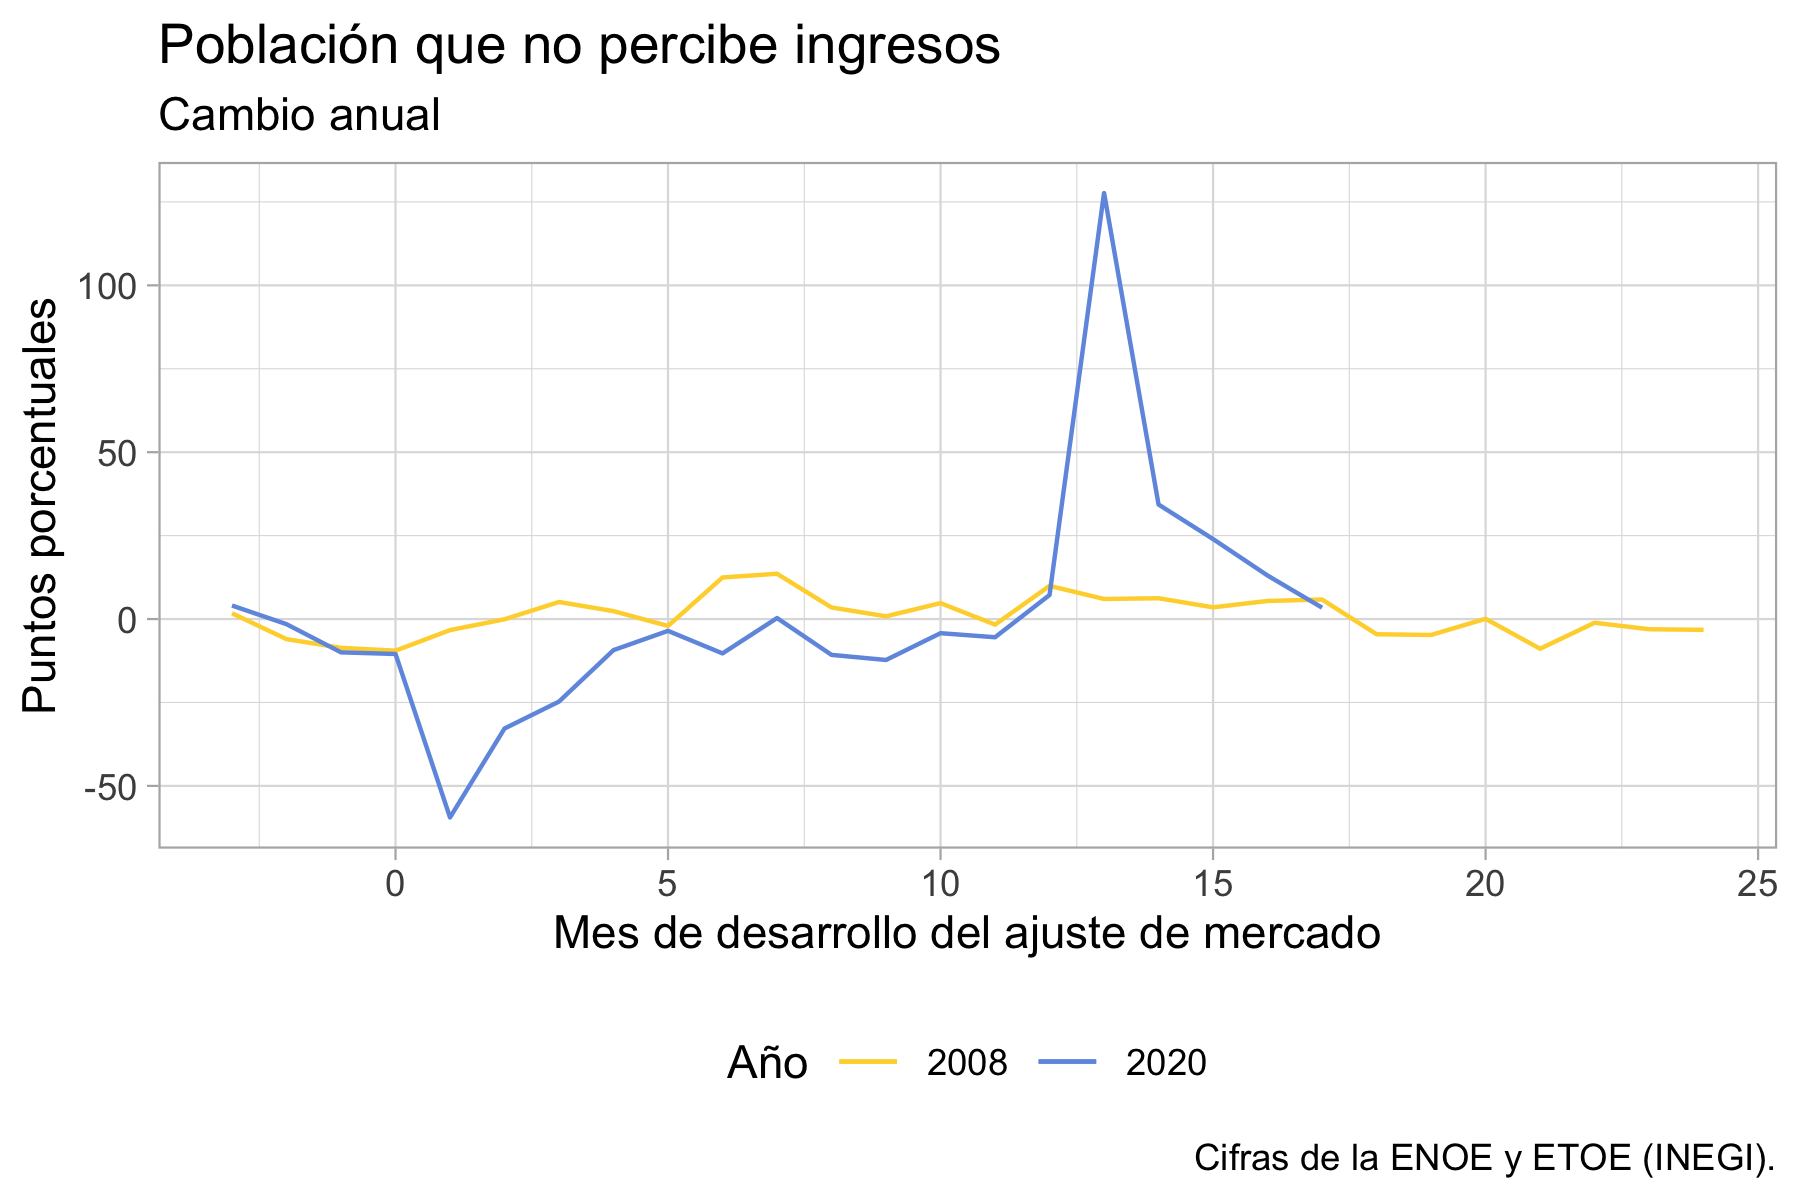 Población que no percibe ingresos
Cambio anual
Puntos porcentuales
100
50
0
-50
0 5 10 15 20 25
Mes de desarrollo del ajuste de mercado
Año 2008 2020
Cifras de la ENOE y ETOE (INEGI).